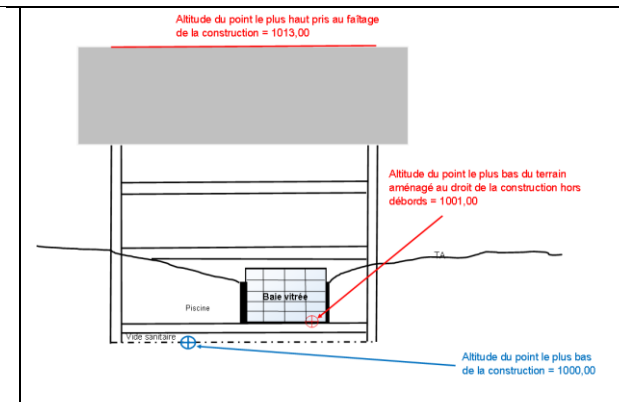 Altitude du point le plus haut pris au faîtage
de la construction = 1013,00
Altitude du point le plus bas du terrain
aménagé au droit de la construction hors
débords = 1001,00
TA
Baie vitrée
Piscine
Vide sanitaire
Altitude du point le plus bas
de la construction = 1000,00